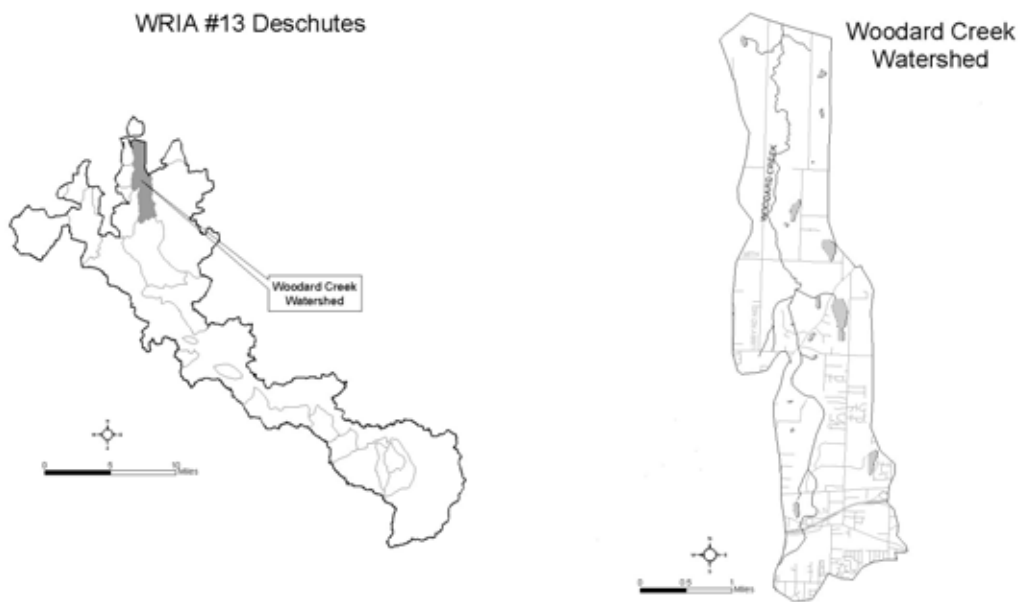 WRIA #13 Deschutes
Woodard Creek
Watershed
0
5
10
Miles
Woodard Creek
Watershed
WOODARD CREEK
0
0.5
1
Miles